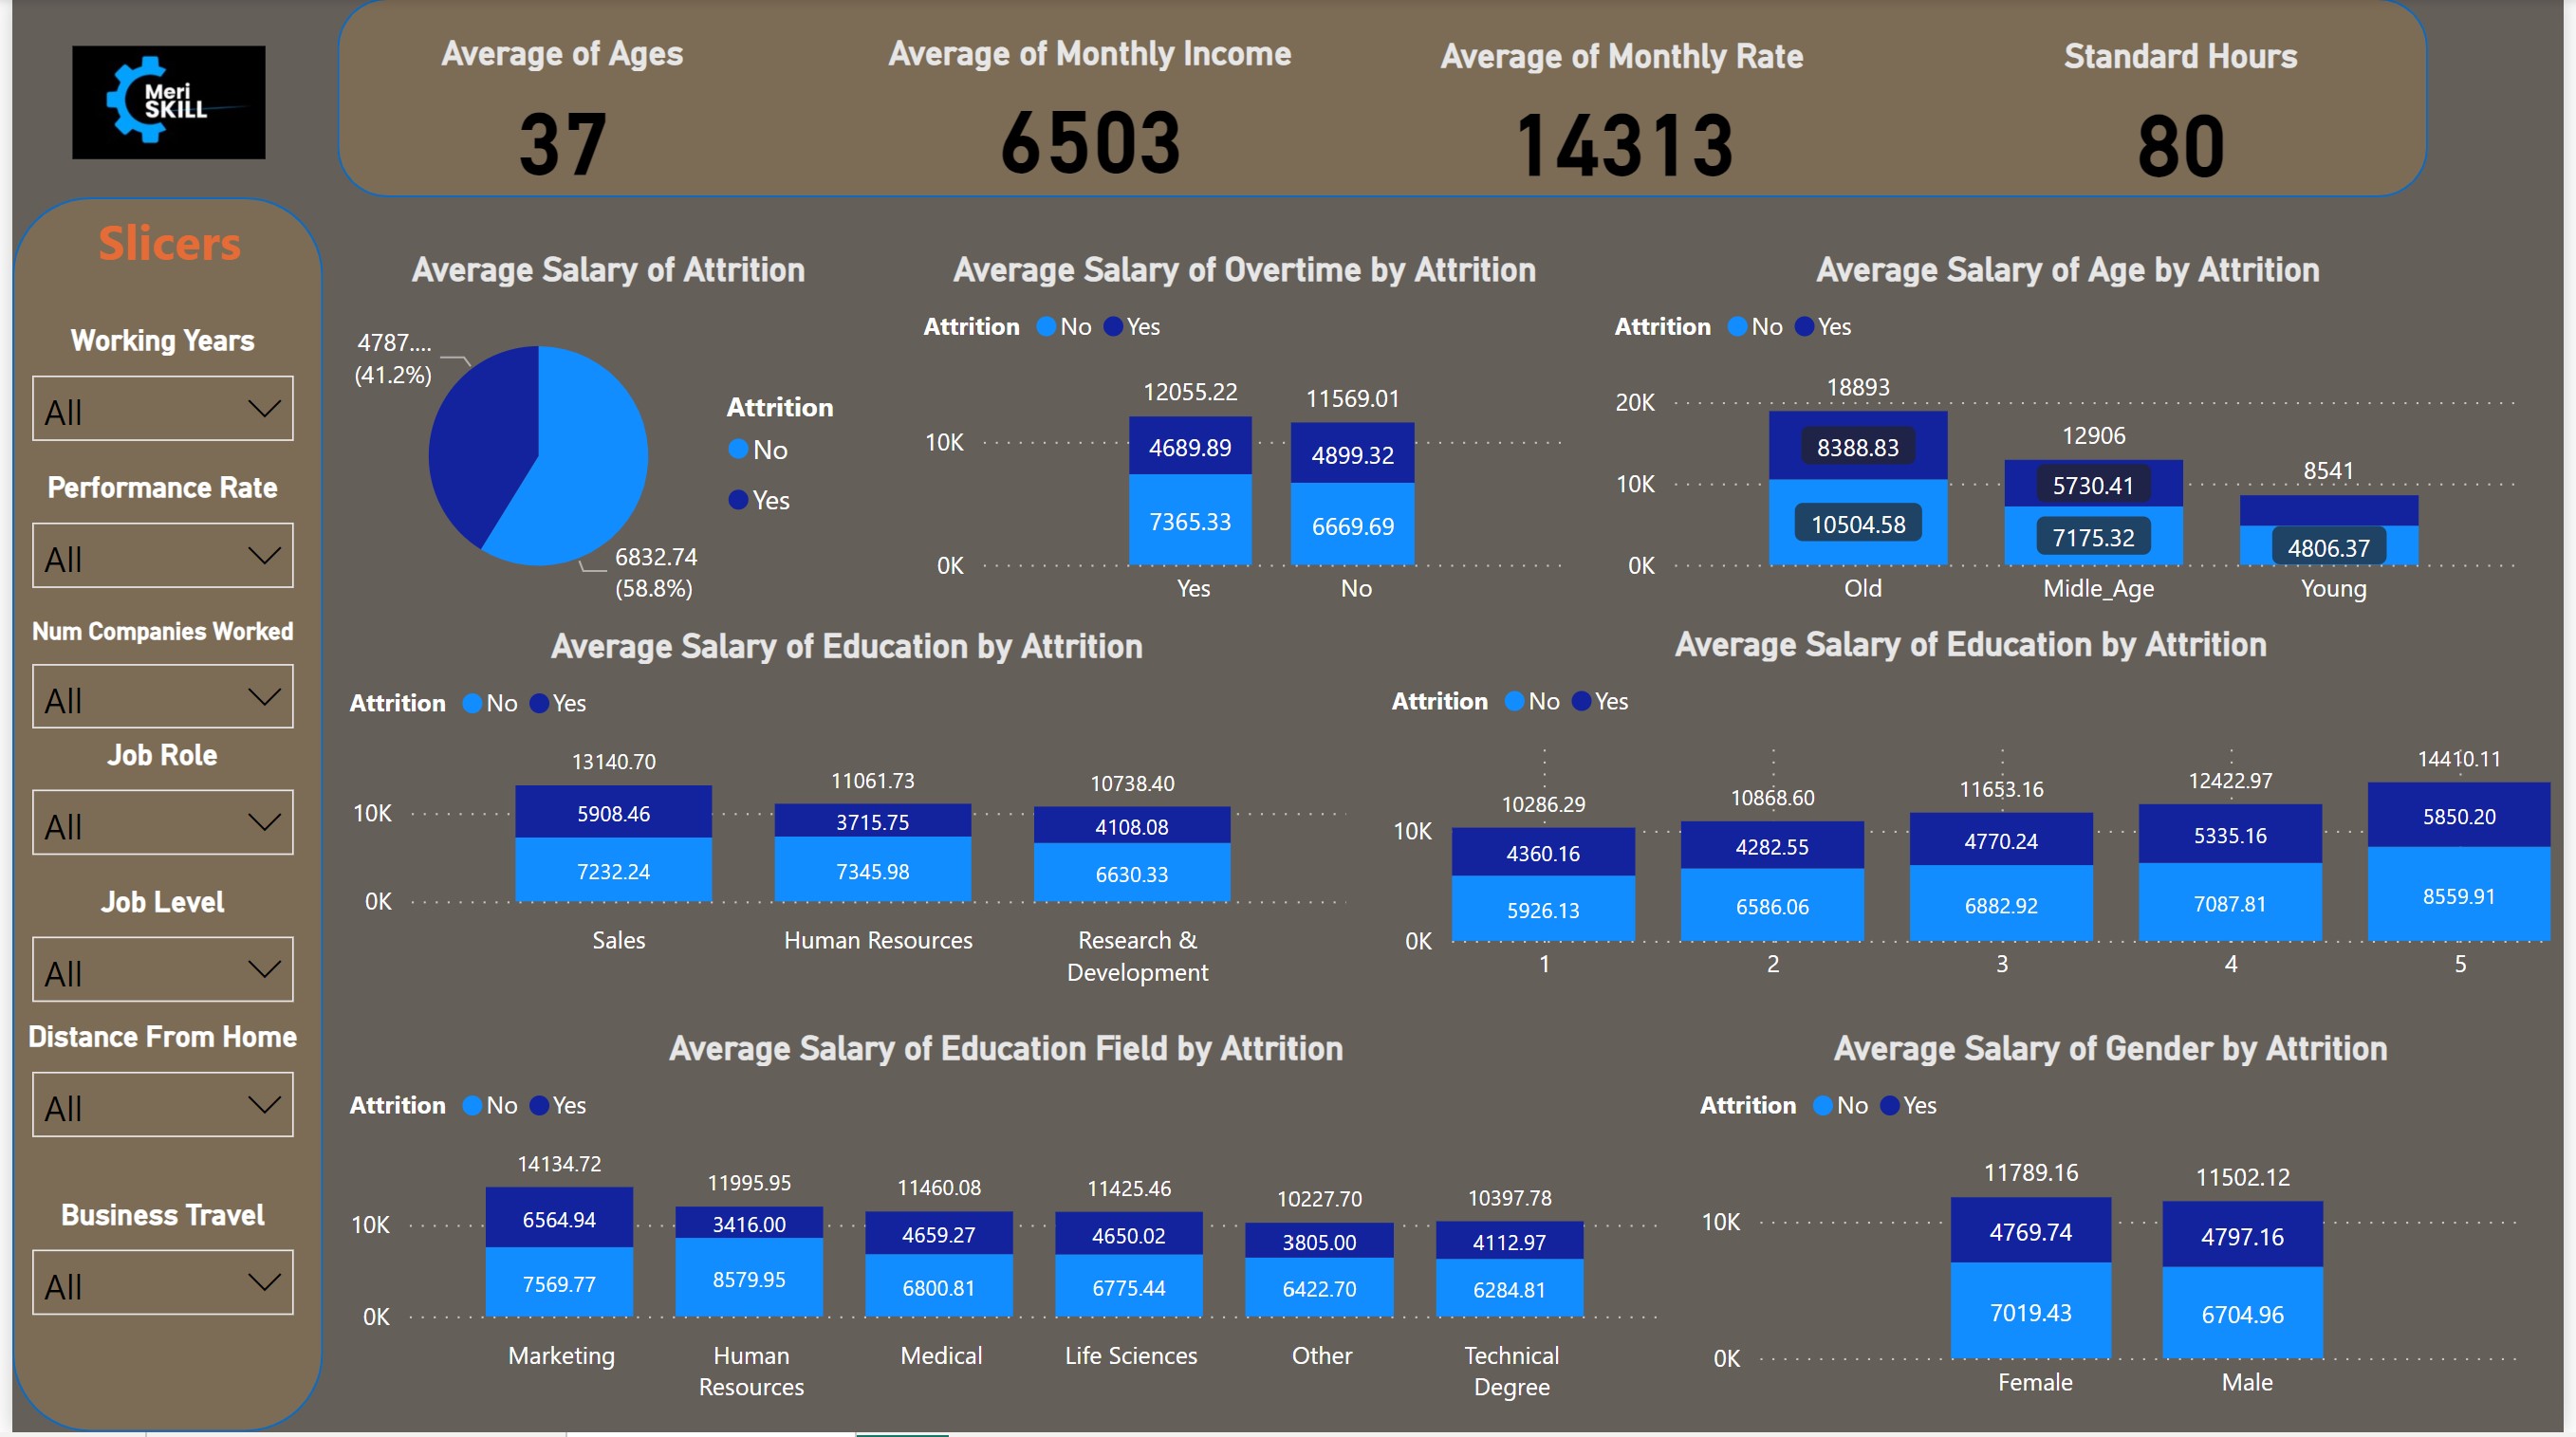 Meri
SKILL
Average of Ages
37
Average of Monthly Income
6503
Average of Monthly Rate
14313
Standard Hours
80
Slicers
Working Years
All
Performance Rate
All
Num Companies Worked
All
Job Role
All
Job Level
All
Distance From Home
All
Business Travel
All
Average Salary of Attrition
4787....
(41.2%)
6832.74
(58.8%)
Attrition
No
Yes
Average Salary of Overtime by Attrition
Attrition No Yes
12055.22 11569.01
10K
4689.89 4899.32
7365.33 6669.69
0K
Yes No
Average Salary of Age by Attrition
Attrition No Yes
18893
20K
12906
8388.83
8541
10K
5730.41
10504.58
7175.32
4806.37
0K
Old Midle_Age Young
Average Salary of Education by Attrition
Attrition No Yes
13140.70 11061.73 10738.40
10K
5908.46 3715.75 4108.08
7232.24 7345.98 6630.33
0K
Sales Human Resources Research &
Development
Average Salary of Education by Attrition
Attrition No Yes
10286.29 10868.60 11653.16 12422.97 14410.11
10K
4360.16 4282.55 4770.24 5335.16 5850.20
5926.13 6586.06 6882.92 7087.81 8559.91
0K
1 2 3 4 5
Average Salary of Education Field by Attrition
Attrition No Yes
14134.72 11995.95 11460.08 11425.46 10227.70 10397.78
10K
6564.94 3416.00 4659.27 4650.02 3805.00 4112.97
7569.77 8579.95 6800.81 6775.44 6422.70 6284.81
0K
Marketing Human Medical Life Sciences Other Technical
Resources Degree
Average Salary of Gender by Attrition
Attrition No Yes
11789.16 11502.12
10K
4769.74 4797.16
7019.43 6704.96
0K
Female Male